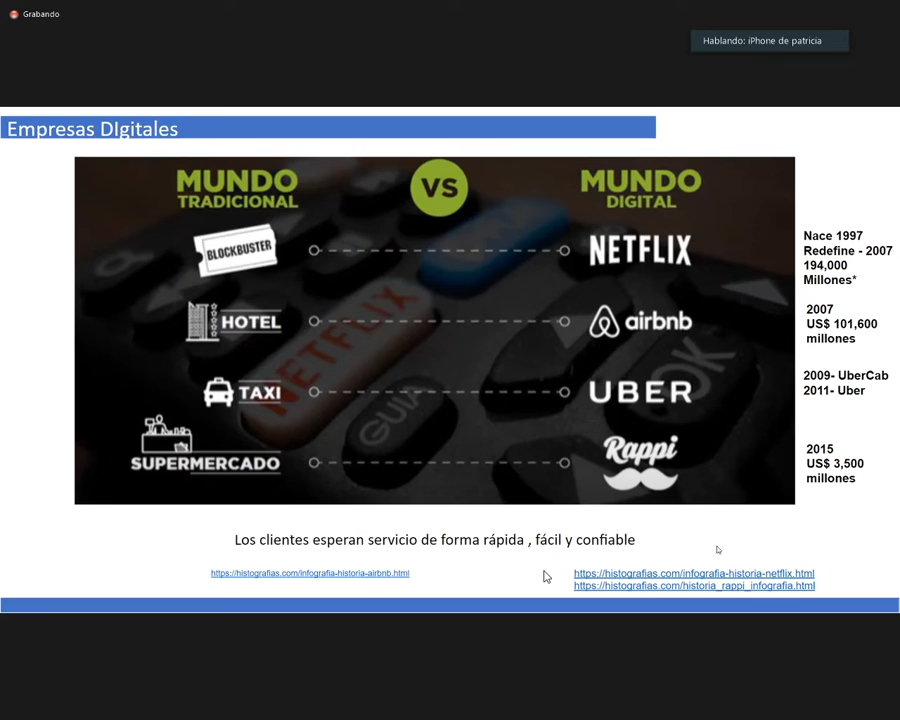 Grabando
Hablando: iPhone de patricia
Empresas DIgitales
MUNDO
TRADICIONAL
VS
MUNDO
DIGITAL
BLOCKBUSTER
NETFLIX
Nace 1997
Redefine - 2007
194,000
Millones*
HOTEL
airbnb
2007
US$ 101,600
millones
TAXI
UBER
2009- UberCab
2011- Uber
SUPERMERCADO
Rappi
2015
US$ 3,500
millones
NETFLIX
GUIA
OK
Los clientes esperan servicio de forma rápida , fácil y confiable
https://histografias.com/infografia-historia-airbnb.html
https://histografias.com/infografia-historia-netflix.html
https://histografias.com/historia_rappi_infografia.html